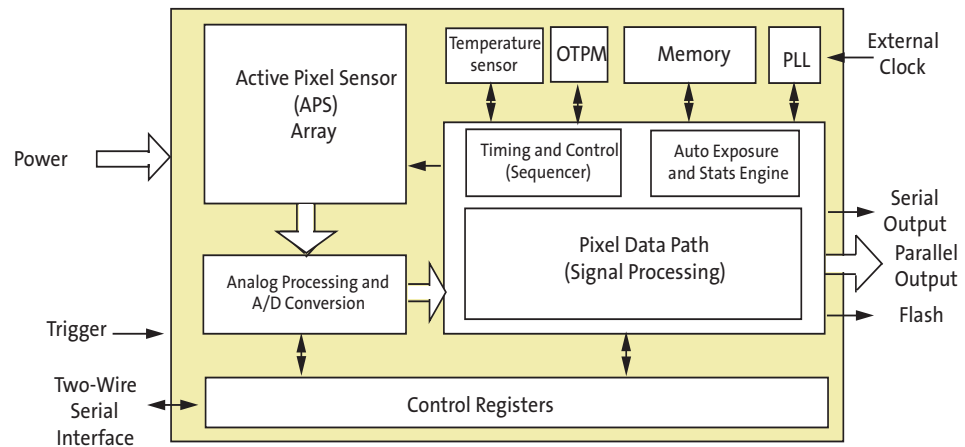 Active Pixel Sensor
(APS)
Array
Temperature
sensor
OTPM
Memory
PLL
External
Clock
Power
Timing and Control
(Sequencer)
Auto Exposure
and Stats Engine
Serial
Output
Pixel Data Path
(Signal Processing)
Parallel
Output
Analog Processing and
A/D Conversion
Trigger
Flash
Two-Wire
Serial
Interface
Control Registers